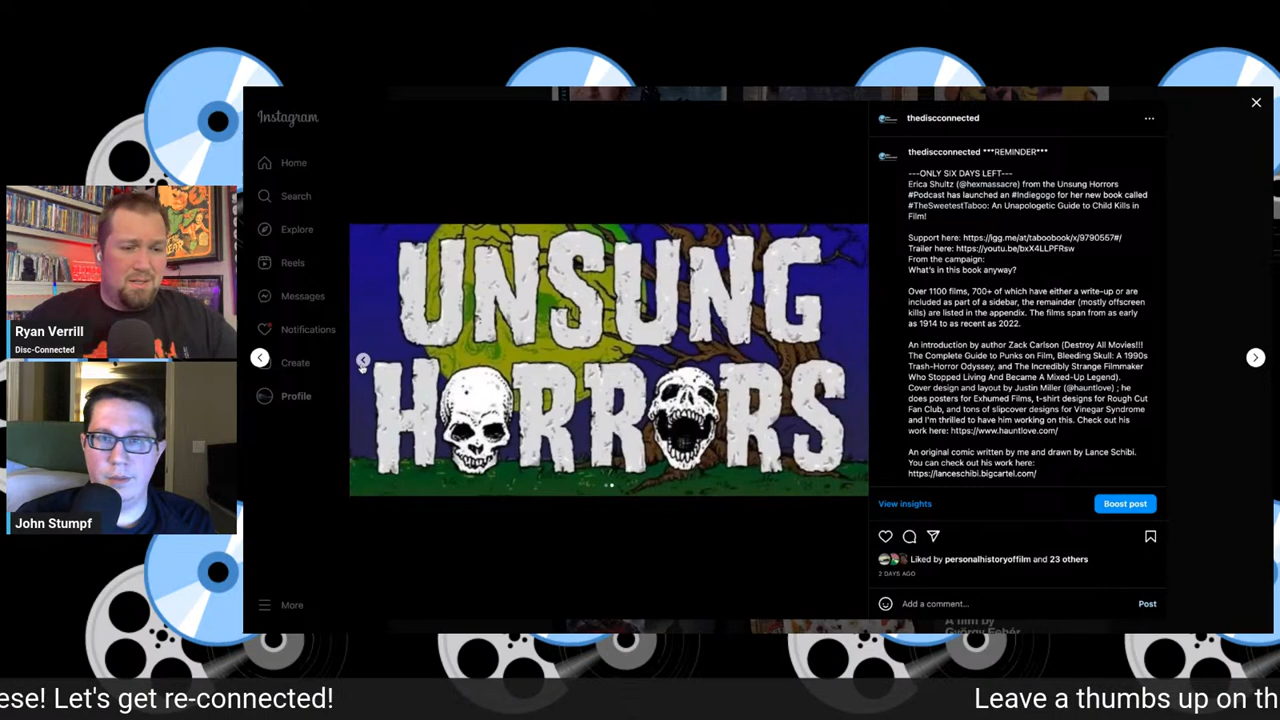 Instagram
Home
Search
Explore
Reels
Messages
Notifications
Create
Profile
More
Ryan Verrill
Disc-Connected
John Stumpf
UNSUNG
HORRORS
thediscconnected
thediscconnected ***REMINDER***
---ONLY SIX DAYS LEFT---
Erica Shultz (@hexmassacre) from the Unsung Horrors
#Podcast has launched an #Indiegogo for her new book called
#TheSweetestTaboo: An Unapologetic Guide to Child Kills in
Film!
Support here: https://igg.me/at/taboobook/x/9790557#/
Trailer here: https://youtu.be/bxX4LLPFRsw
From the campaign:
What's in this book anyway?
Over 1100 films, 700+ of which have either a write-up or are
included as part of a sidebar, the remainder (mostly offscreen
kills) are listed in the appendix. The films span from as early
as 1914 to as recent as 2022.
An introduction by author Zack Carlson (Destroy All Movies!!!
The Complete Guide to Punks on Film, Bleeding Skull: A 1990s
Trash-Horror Odyssey, and The Incredibly Strange Filmmaker
Who Stopped Living And Became A Mixed-Up Legend).
Cover design and layout by Justin Miller (@hauntlove) ; he
does posters for Exhumed Films, t-shirt designs for Rough Cut
Fan Club, and tons of slipcover designs for Vinegar Syndrome
and I'm thrilled to have him working on this. Check out his
work here: https://www.hauntlove.com/
An original comic written by me and drawn by Lance Schibi.
You can check out his work here:
https://lanceschibi.bigcartel.com/
View insights
Boost post
Liked by personalhistoryoffilm and 23 others
2 DAYS AGO
Add a comment...
Post
A film by
György Fehér
ese! Let's get re-connected!
Leave a thumbs up on th